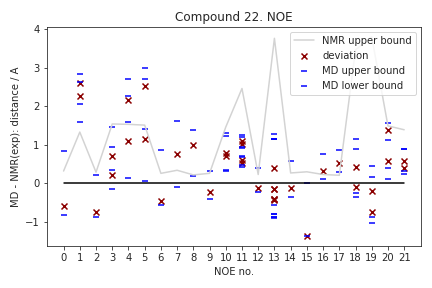 Compound 22. NOE
MD - NMR(exp): distance / A
4
3
2
1
0
−1
NMR upper bound
deviation
MD upper bound
MD lower bound
0 1 2 3 4 5 6 7 8 9 10 11 12 13 14 15 16 17 18 19 20 21
NOE no.